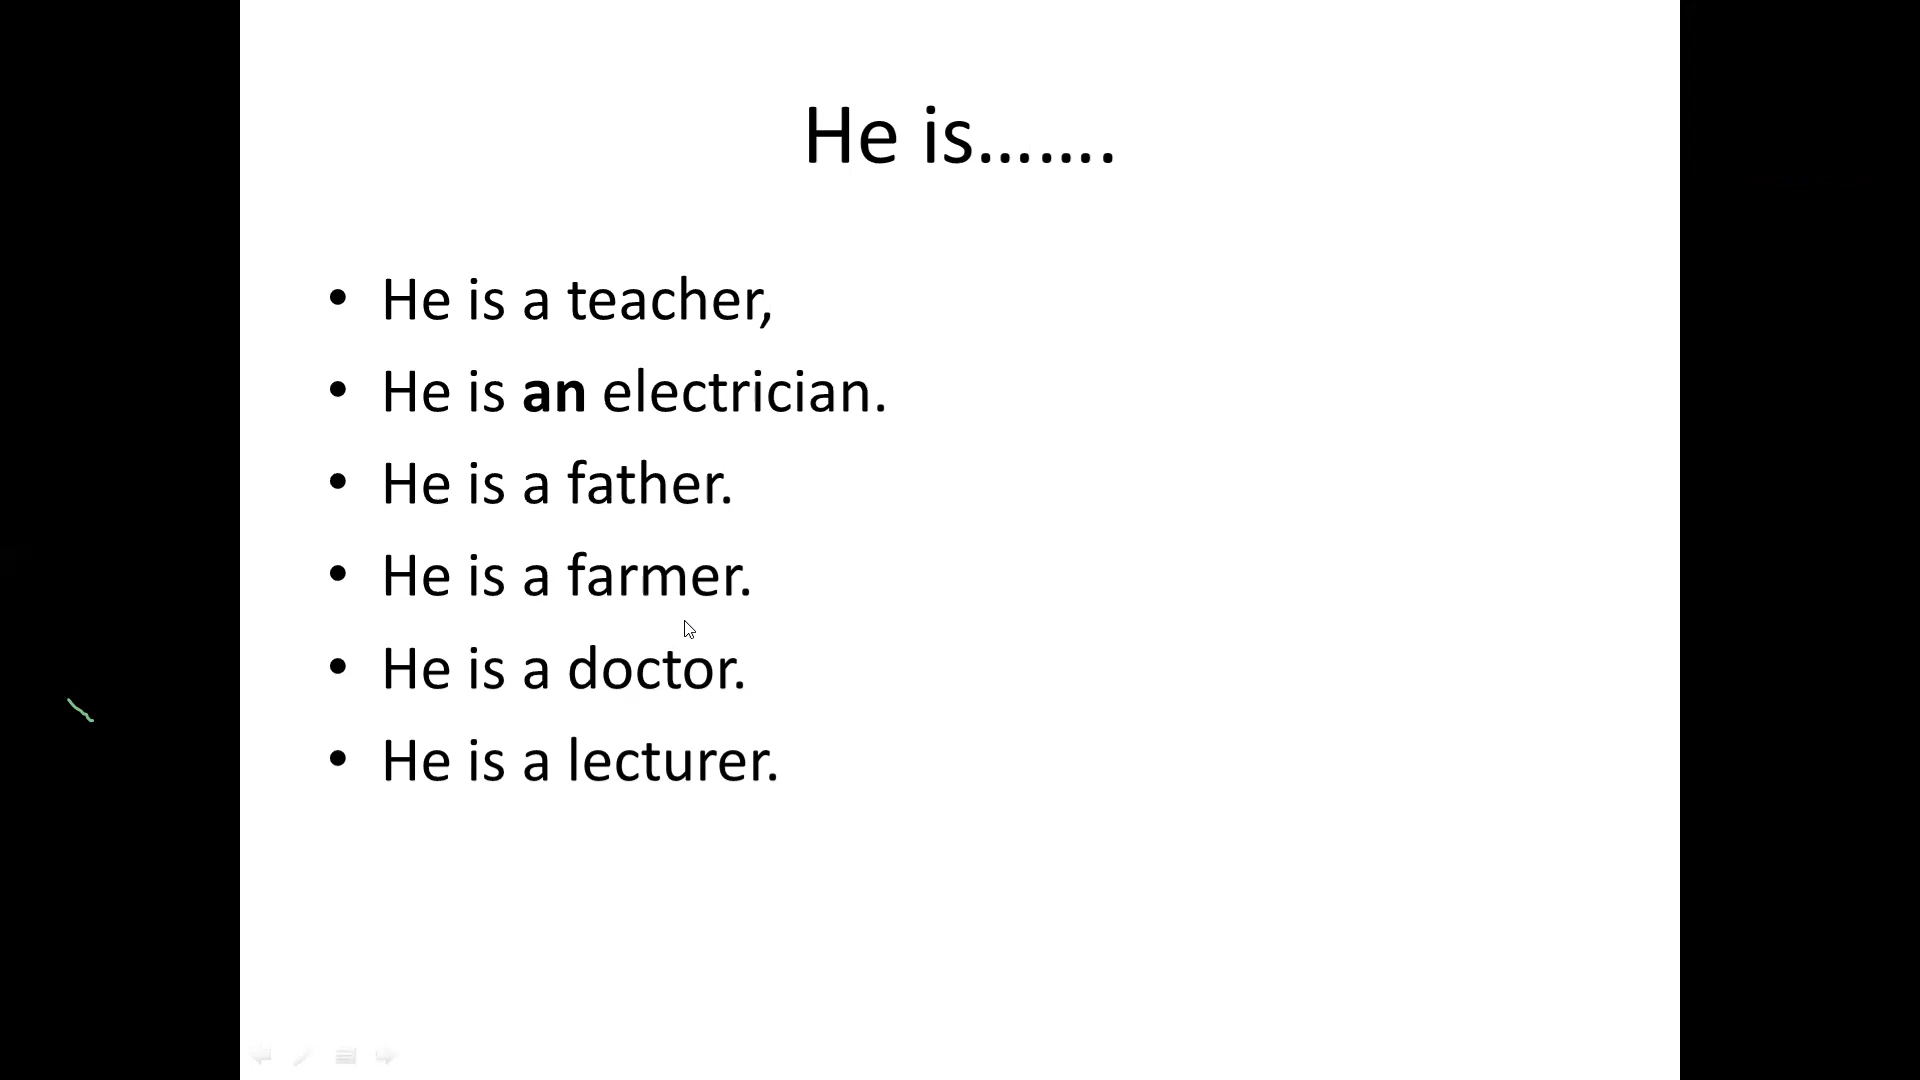 He is…….
• He is a teacher,
• He is an electrician.
• He is a father.
• He is a farmer.
• He is a doctor.
• He is a lecturer.